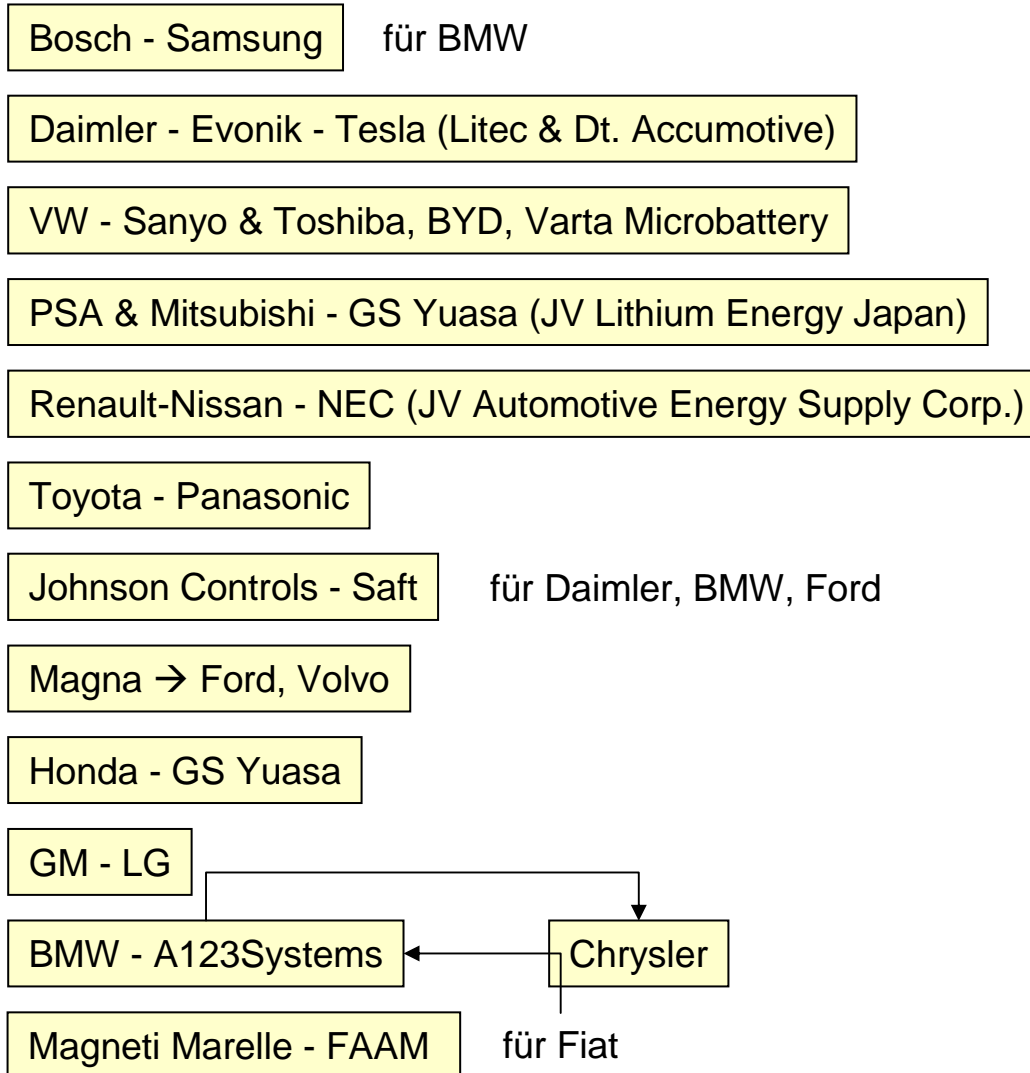 Bosch - Samsung für BMW
Daimler - Evonik - Tesla (Litec & Dt. Accumotive)
VW - Sanyo & Toshiba, BYD, Varta Microbattery
PSA & Mitsubishi - GS Yuasa (JV Lithium Energy Japan)
Renault-Nissan - NEC (JV Automotive Energy Supply Corp.)
Toyota - Panasonic
Johnson Controls - Saft für Daimler, BMW, Ford
Magna → Ford, Volvo
Honda - GS Yuasa
GM - LG
BMW - A123Systems Chrysler
Magneti Marelle - FAAM für Fiat